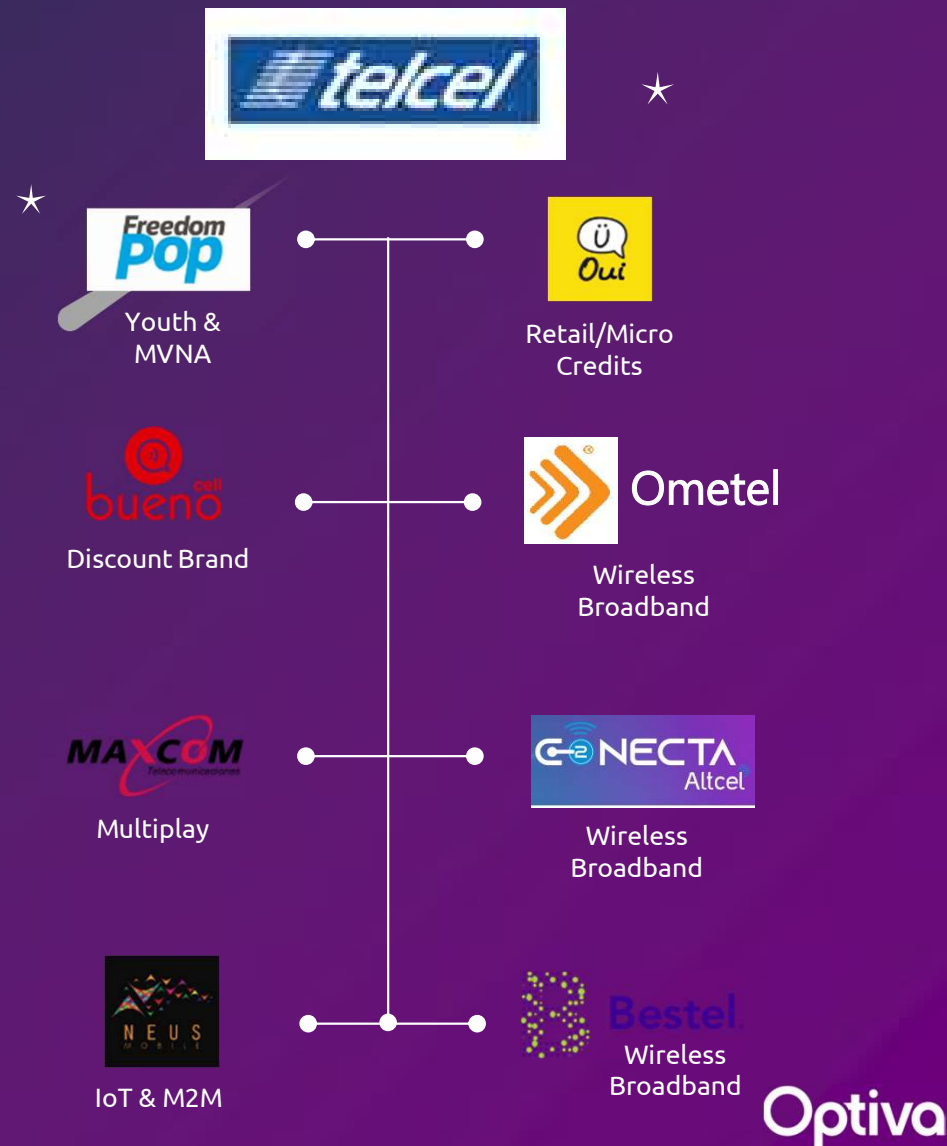 telcel
Freedom
Pop
Youth &
MVNA
Ü
Oui
Retail/Micro
Credits
bueno
cell
Discount Brand
Ometel
Wireless
Broadband
MAXCOM
Telecomunicaciones
Multiplay
C2NECTA
Altcel
Wireless
Broadband
NEUS
MOBILE
IoT & M2M
Bestel
Wireless
Broadband
Optiva